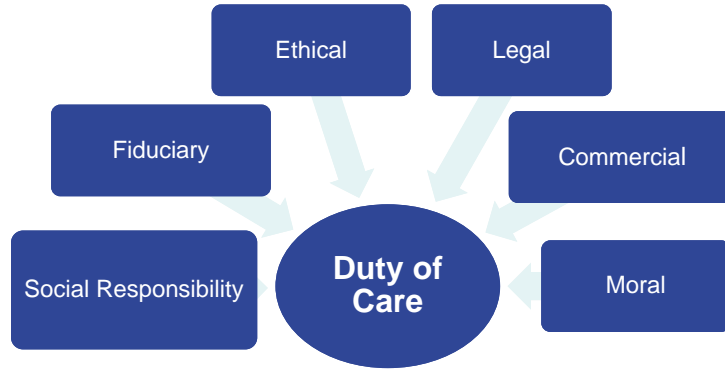 Ethical
Legal
Fiduciary
Commercial
Social Responsibility
Duty of
Care
Moral